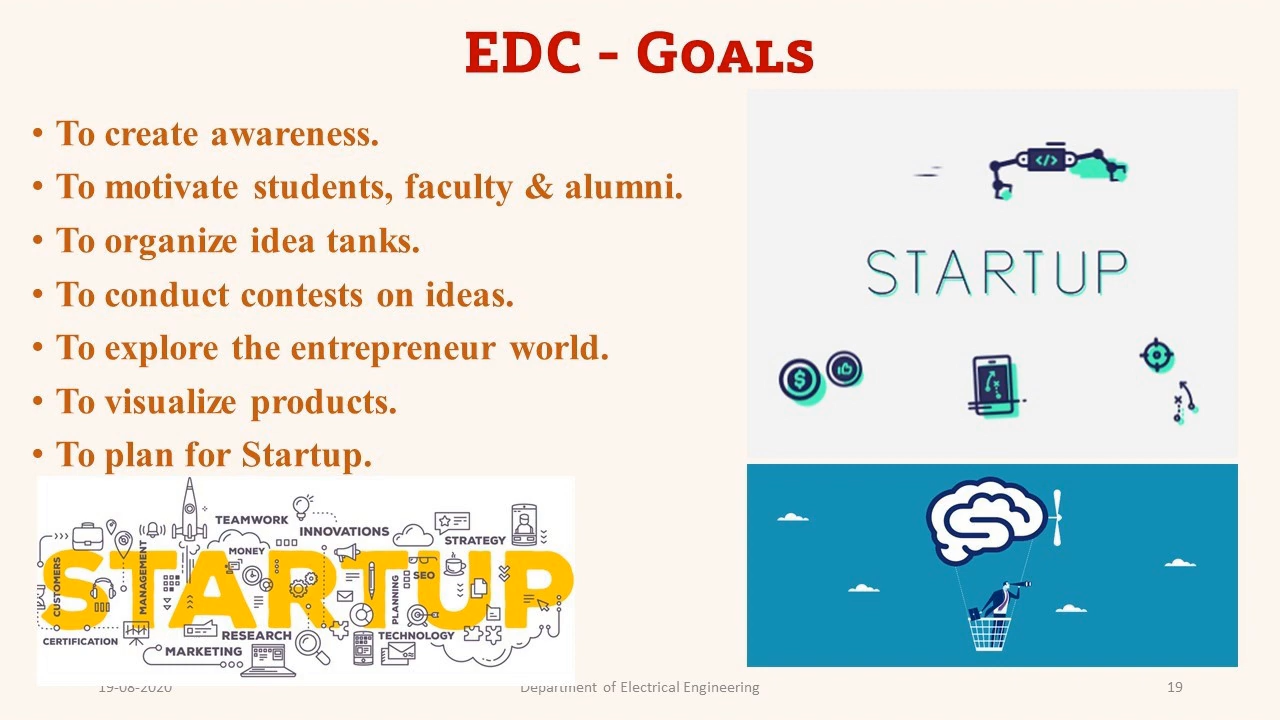 EDC - Goals
• To create awareness.
• To motivate students, faculty & alumni.
• To organize idea tanks.
• To conduct contests on ideas.
• To explore the entrepreneur world.
• To visualize products.
• To plan for Startup.
</>
STARTUP
$
STARTUP
TEAMWORK
INNOVATIONS
STRATEGY
MONEY
SEO
CUSTOMERS
MANAGEMENT
PLANNING
CERTIFICATION
RESEARCH
TECHNOLOGY
MARKETING
19-08-2020
Department of Electrical Engineering
19